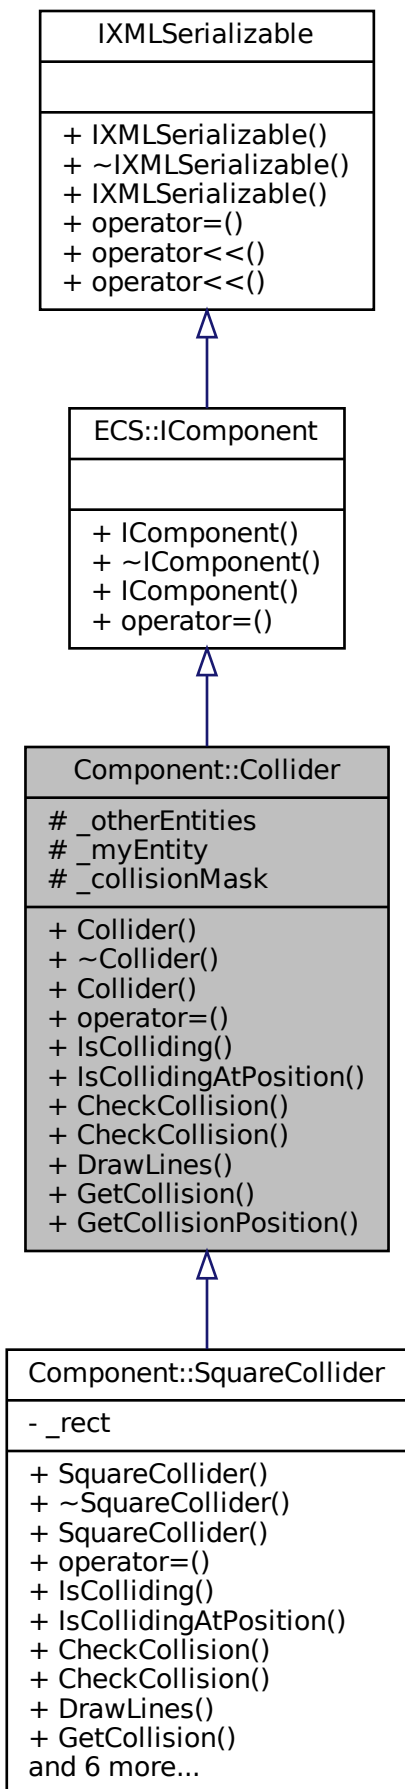 IXMLSerializable
+ IXMLSerializable()
+ ~IXMLSerializable()
+ IXMLSerializable()
+ operator=()
+ operator<<()
+ operator<<()
ECS::IComponent
+ IComponent()
+ ~IComponent()
+ IComponent()
+ operator=()
Component::Collider
# _otherEntities
# _myEntity
# _collisionMask
+ Collider()
+ ~Collider()
+ Collider()
+ operator=()
+ IsColliding()
+ IsCollidingAtPosition()
+ CheckCollision()
+ CheckCollision()
+ DrawLines()
+ GetCollision()
+ GetCollisionPosition()
Component::SquareCollider
- _rect
+ SquareCollider()
+ ~SquareCollider()
+ SquareCollider()
+ operator=()
+ IsColliding()
+ IsCollidingAtPosition()
+ CheckCollision()
+ CheckCollision()
+ DrawLines()
+ GetCollision()
and 6 more...